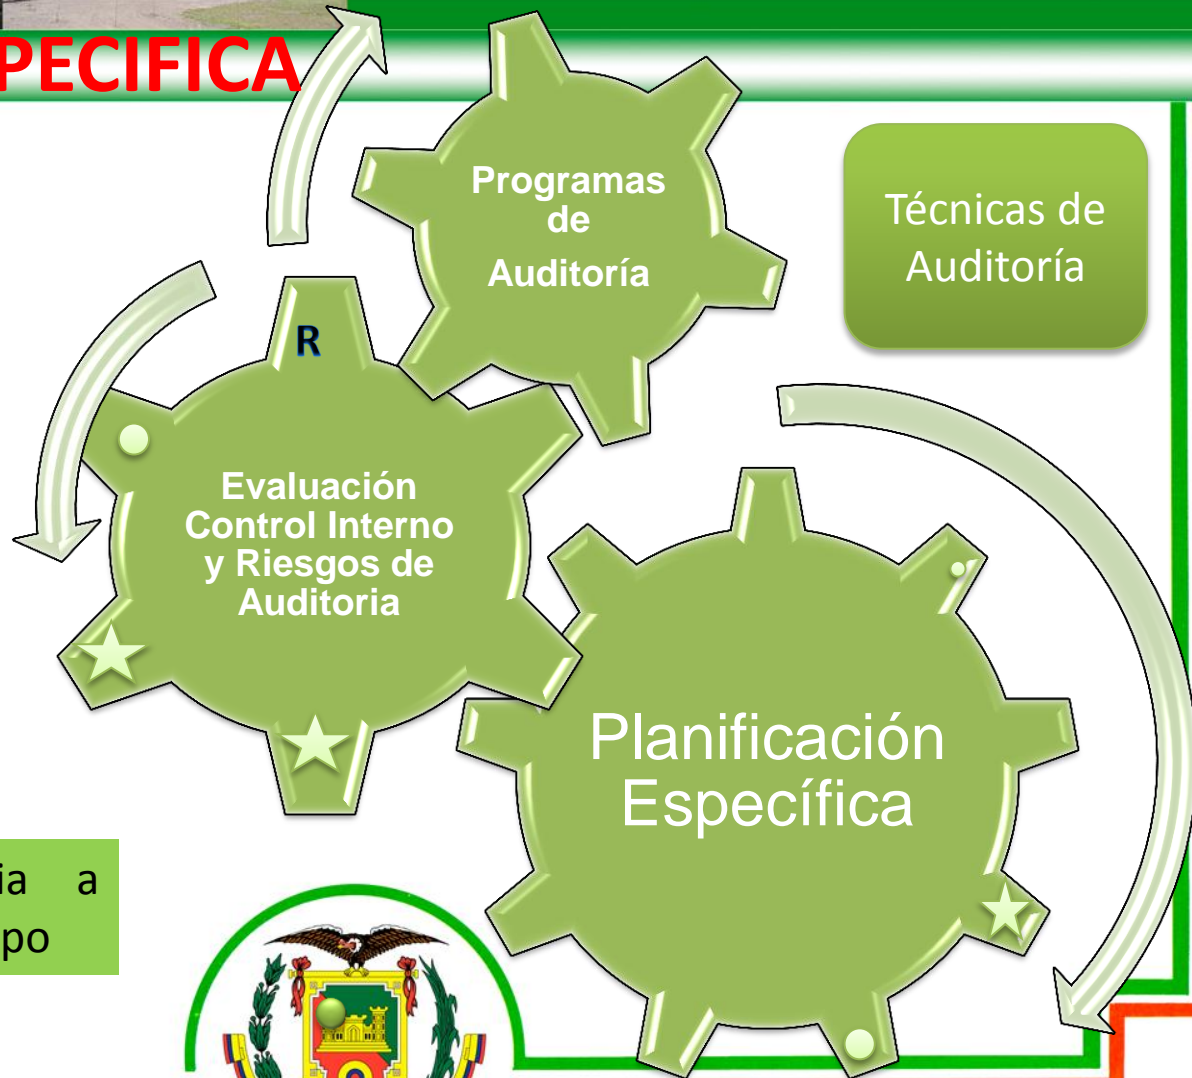 PECIFICA
Programas
de
Auditoría
Técnicas de
Auditoría
R
Evaluación
Control Interno
y Riesgos de
Auditoria
Planificación
Específica
ia a
po